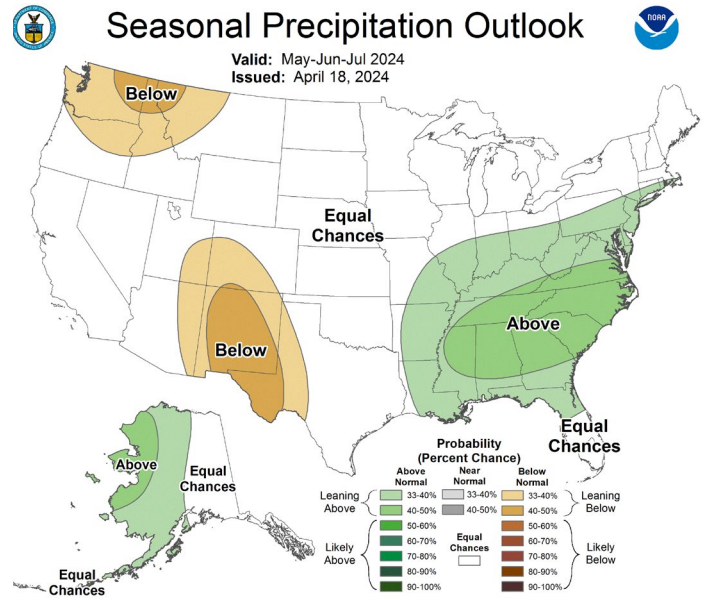 Seasonal Precipitation Outlook
NOAA
Valid: May-Jun-Jul 2024
Issued: April 18, 2024
Below
Equal
Chances
Above
Below
Equal
Chances
Above
Equal
Chances
Equal
Chances
Probability
(Percent Chance)
Above
Normal
Near
Normal
Below
Normal
Leaning
Above
33-40%
33-40%
33-40%
Leaning
Below
40-50%
40-50%
40-50%
Likely
Above
50-60%
60-70%
70-80%
80-90%
90-100%
Equal
Chances
50-60%
60-70%
70-80%
80-90%
90-100%
Likely
Below